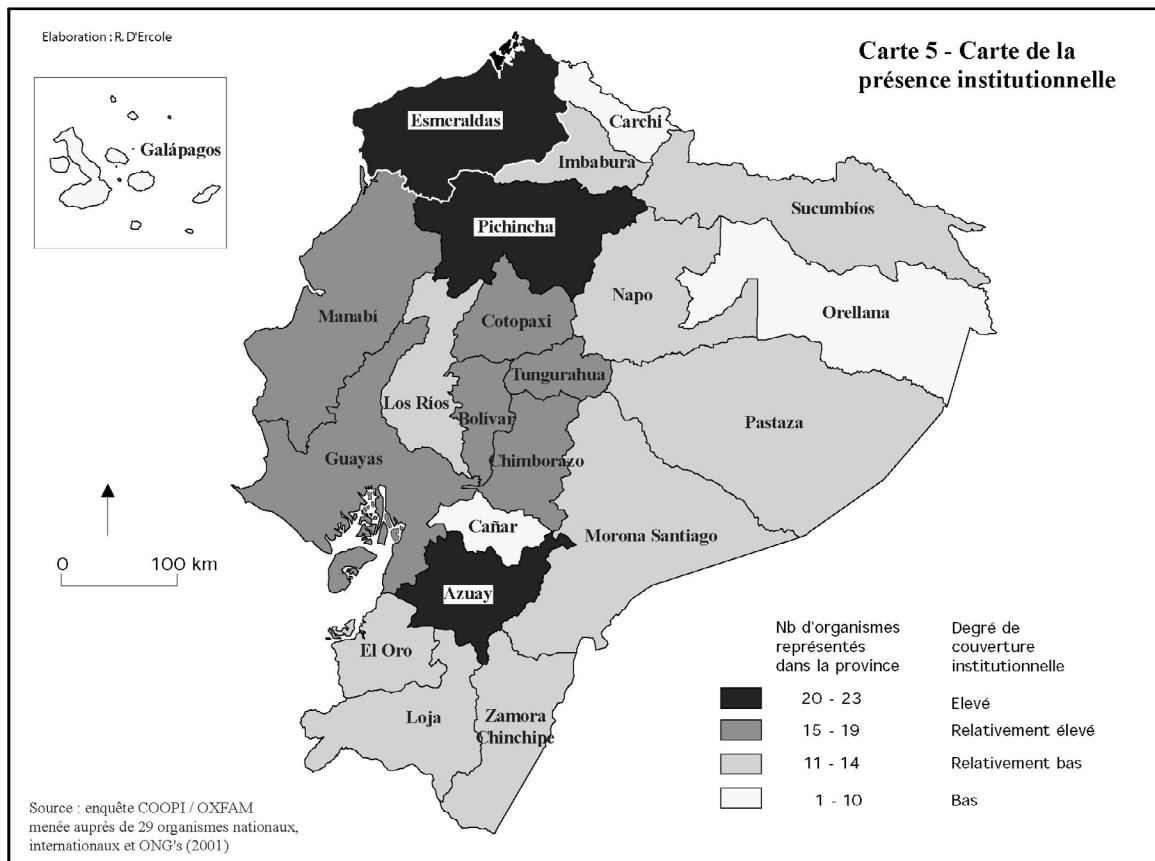 Elaboration : R. D'Ercole
Carte 5 - Carte de la
présence institutionnelle
Galápagos
Esmeraldas
Carchi
Imbabura
Sucumbíos
Pichincha
Napo
Orellana
Manabí
Cotopaxi
Tungurahua
Los Ríos
Bolívar
Pastaza
Guayas
Chimborazo
Cañar
Morona Santiago
Azuay
El Oro
Loja
Zamora
Chinchipe
0 100 km
Nb d'organismes
représentés
dans la province
Degré de
couverture
institutionnelle
20 - 23 Elevé
15 - 19 Relativement élevé
11 - 14 Relativement bas
1 - 10 Bas
Source : enquête COOPI / OXFAM
menée auprès de 29 organismes nationaux,
internationaux et ONG's (2001)